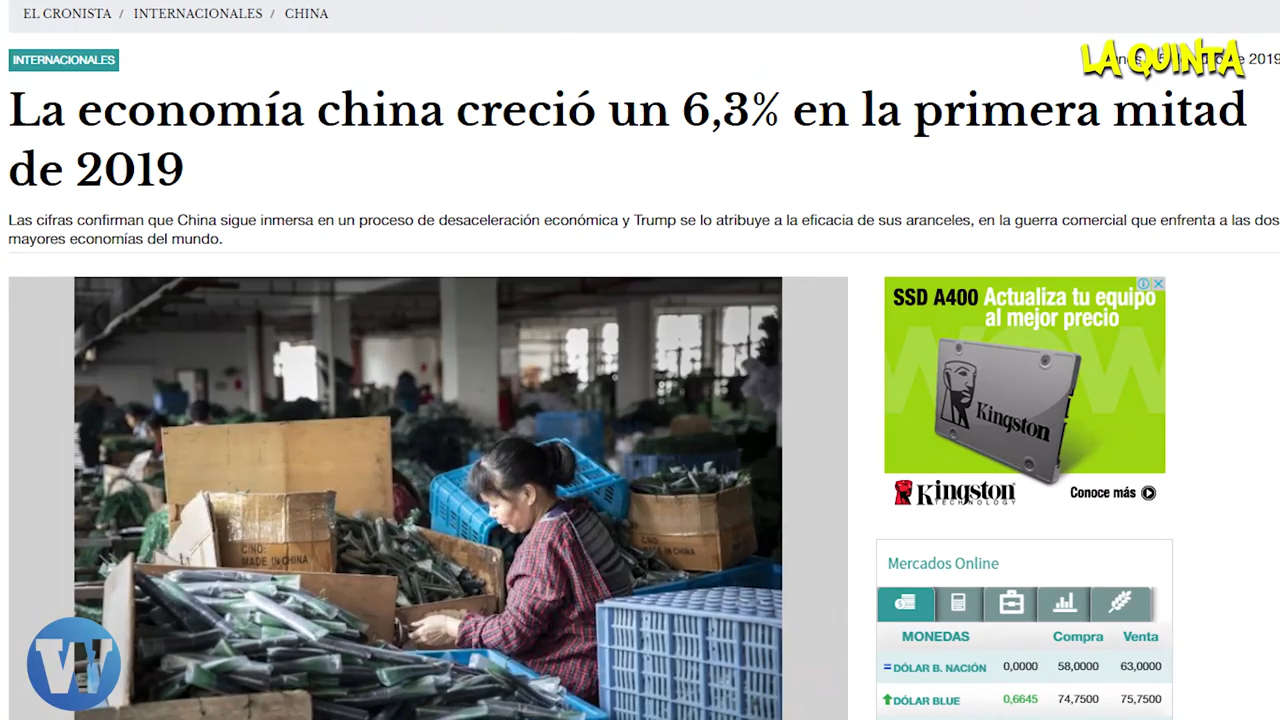 EL CRONISTA / INTERNACIONALES / CHINA
INTERNACIONALES
LA QUINTA
2019
La economía china creció un 6,3% en la primera mitad
de 2019
Las cifras confirman que China sigue inmersa en un proceso de desaceleración económica y Trump se lo atribuye a la eficacia de sus aranceles, en la guerra comercial que enfrenta a las dos
mayores economías del mundo.
SSD A400 Actualiza tu equipo
al mejor precio
Kingston
Kingston
TECHNOLOGY
Conoce más
C/NO:
MADE IN CHINA
MADE IN CHINA
W
Mercados Online
MONEDAS Compra Venta
DÓLAR B. NACIÓN 0,0000 58,0000 63,0000
DÓLAR BLUE 0,6645 74,7500 75,7500